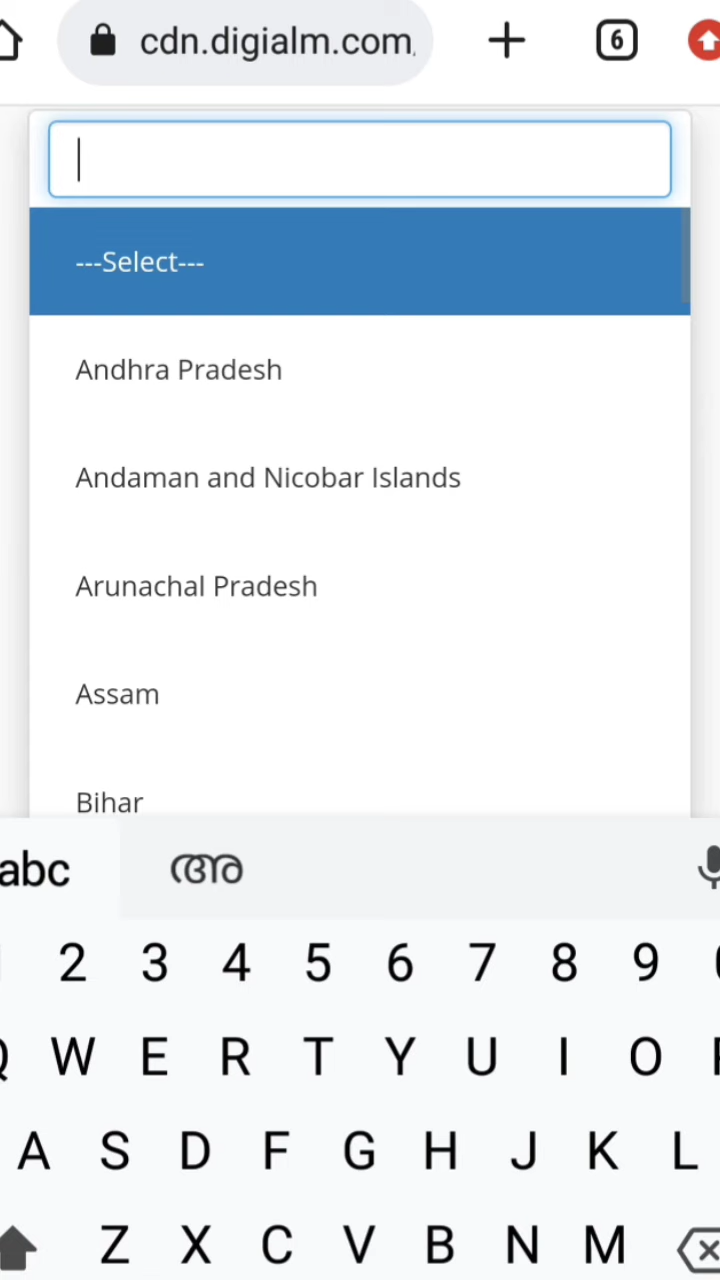 cdn.digialm.com
6
---Select---
Andhra Pradesh
Andaman and Nicobar Islands
Arunachal Pradesh
Assam
Bihar
abc അ
2 3 4 5 6 7 8 9
Q W E R T Y U I O P
A S D F G H J K L
Z X C V B N M